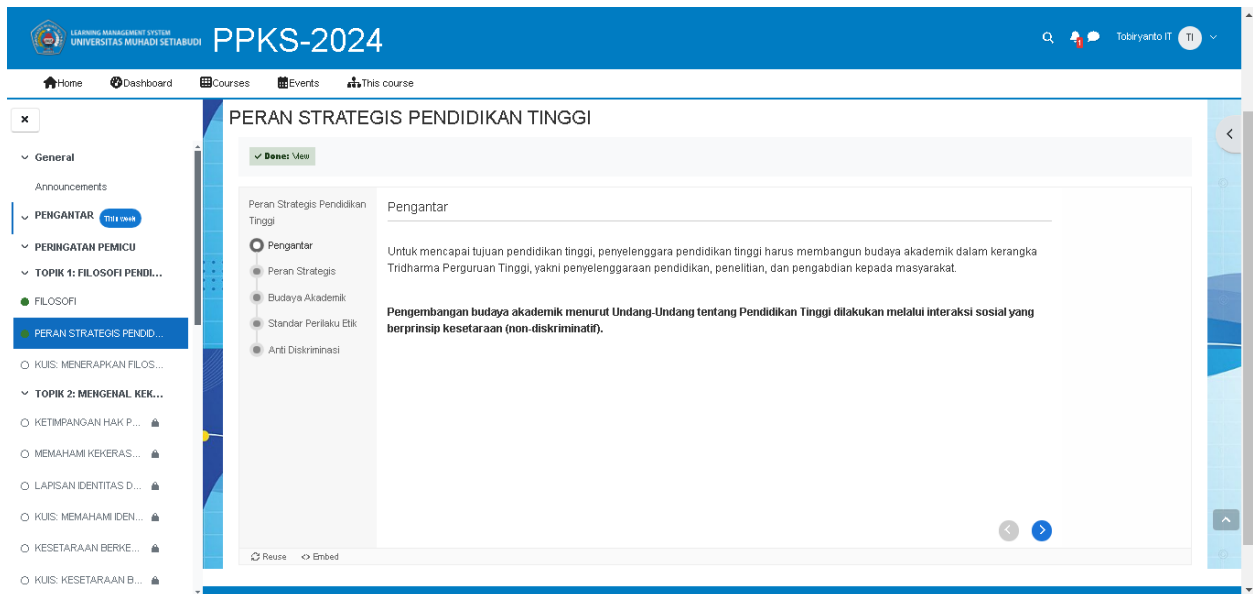 LEARNING MANAGEMENT SYSTEM
UNIVERSITAS MUHADI SETIABUDI
PPKS-2024
1
Tobiryanto IT
TI
Home
Dashboard
Courses
Events
This course
General
Announcements
PENGANTAR
This week
PERINGATAN PEMICU
TOPIK 1: FILOSOFI PENDI...
FILOSOFI
PERAN STRATEGIS PENDID...
KUIS: MENERAPKAN FILOS...
TOPIK 2: MENGENAL KEK...
KETIMPANGAN HAK P...
MEMAHAMI KEKERAS...
LAPISAN IDENTITAS D...
KUIS: MEMAHAMI IDEN...
KESETARAAN BERKE...
KUIS: KESETARAAN B...
PERAN STRATEGIS PENDIDIKAN TINGGI
Done: View
Peran Strategis Pendidikan
Tinggi
Pengantar
Peran Strategis
Budaya Akademik
Standar Perilaku Etik
Anti Diskriminasi
Pengantar
Untuk mencapai tujuan pendidikan tinggi, penyelenggara pendidikan tinggi harus membangun budaya akademik dalam kerangka
Tridharma Perguruan Tinggi, yakni penyelenggaraan pendidikan, penelitian, dan pengabdian kepada masyarakat.
Pengembangan budaya akademik menurut Undang-Undang tentang Pendidikan Tinggi dilakukan melalui interaksi sosial yang
berprinsip kesetaraan (non-diskriminatif).
Reuse
<> Embed